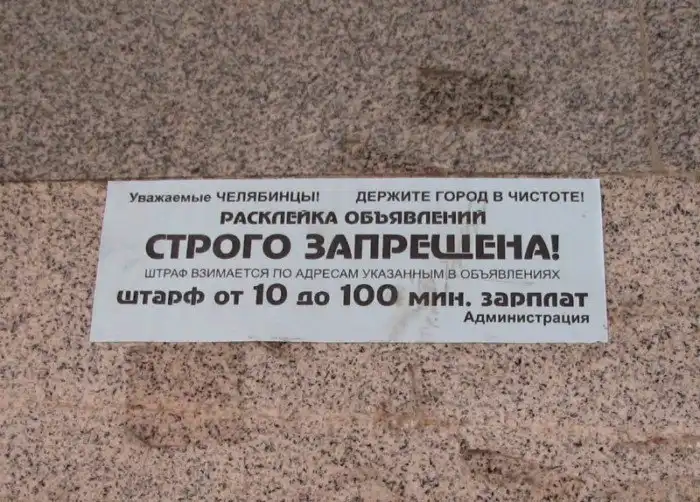 Уважаемые ЧЕЛЯБИНЦЫ! ДЕРЖИТЕ ГОРОД В ЧИСТОТЕ!
РАСКЛЕЙКА ОБЪЯВЛЕНИЙ
СТРОГО ЗАПРЕЩЕНА!
ШТРАФ ВЗИМАЕТСЯ ПО АДРЕСАМ УКАЗАННЫМ В ОБЪЯВЛЕНИЯХ
штарф от 10 до 100 мин. зарплат
Администрация